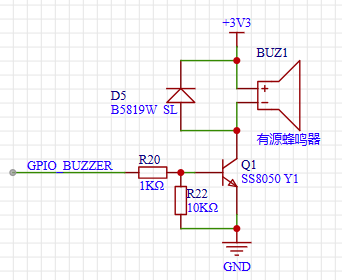 +3V3
BUZ1
D5
B5819W SL
有源蜂鸣器
GPIO_BUZZER
R20
1KΩ
Q1
SS8050 Y1
R22
10KΩ
GND